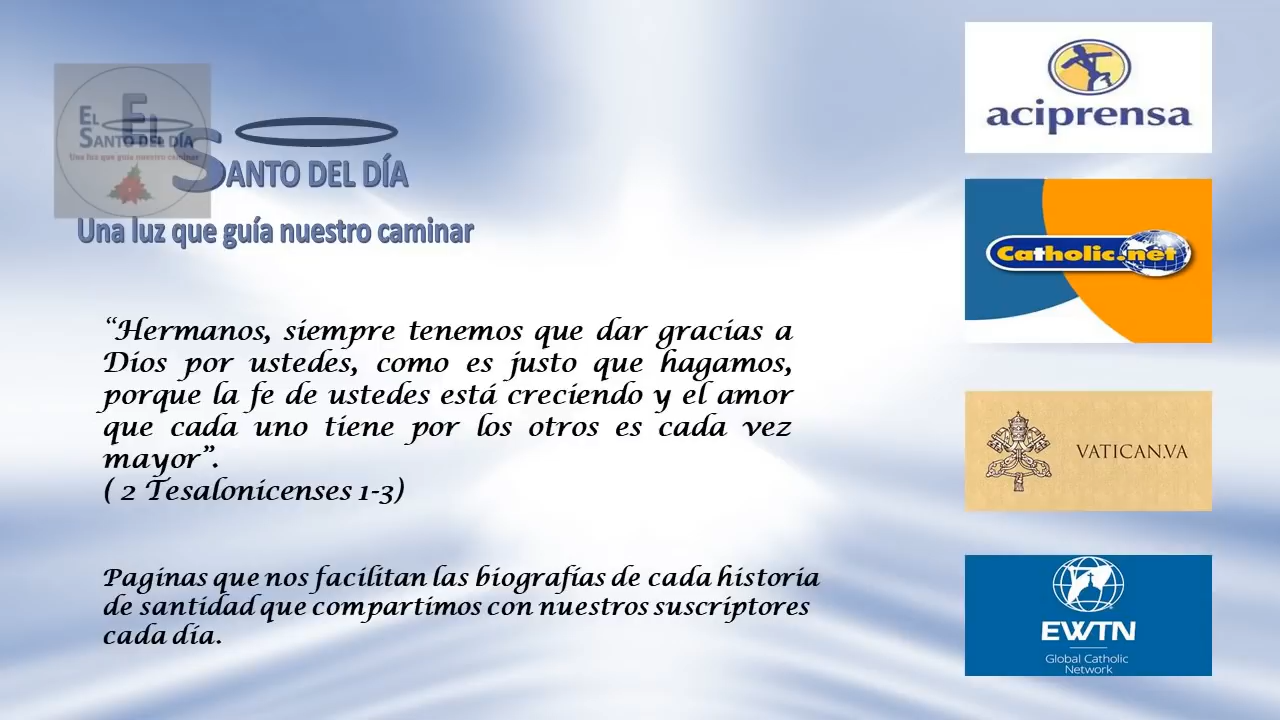 EL
SANTO DEL DÍA
Una luz que guía nuestro caminar
El
SANTO DEL DÍA
Una luz que guía nuestro caminar
“Hermanos, siempre tenemos que dar gracias a
Dios por ustedes, como es justo que hagamos,
porque la fe de ustedes está creciendo y el amor
que cada uno tiene por los otros es cada vez
mayor”.
( 2 Tesalonicenses 1-3)
Paginas que nos facilitan las biografías de cada historia
de santidad que compartimos con nuestros suscriptores
cada día.
aciprensa
Catholic.net
VATICAN.VA
EWTN
Global Catholic
Network